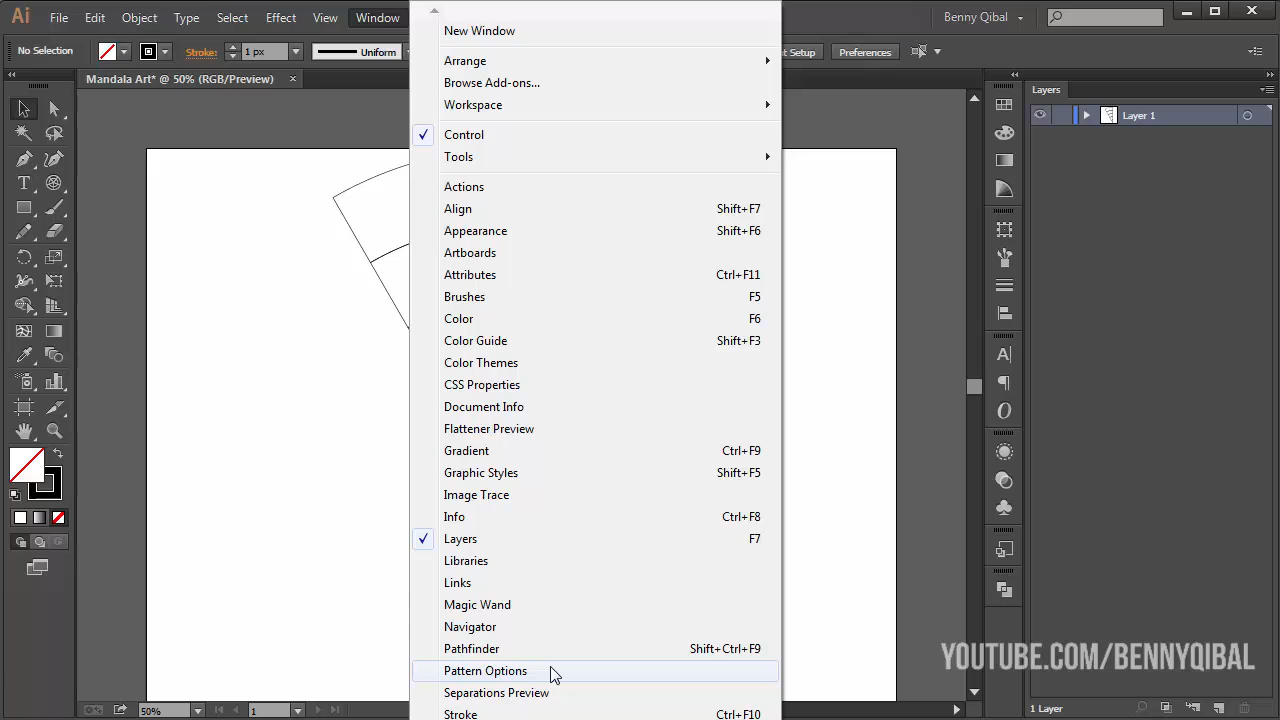 Ai File Edit Object Type Select Effect View Window Benny Qibal
No Selection Stroke: 1 px Uniform Setup Preferences
Mandala Art* @ 50% (RGB/Preview) ×
New Window
Arrange
Browse Add-ons...
Workspace
Control
Tools
Actions
Align Shift+F7
Appearance Shift+F6
Artboards
Attributes Ctrl+F11
Brushes F5
Color F6
Color Guide Shift+F3
Color Themes
CSS Properties
Document Info
Flattener Preview
Gradient Ctrl+F9
Graphic Styles Shift+F5
Image Trace
Info Ctrl+F8
Layers F7
Libraries
Links
Magic Wand
Navigator
Pathfinder Shift+Ctrl+F9
Pattern Options
Separations Preview
Stroke Ctrl+F10
Layers
Layer 1
YOUTUBE.COM/BENNYQIBAL
50% 1
1 Layer